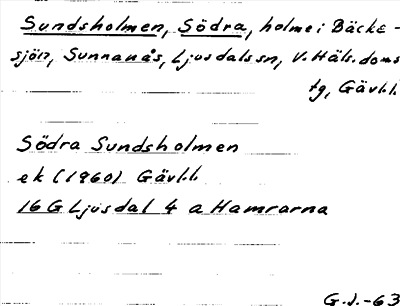 Sundsholmen, Södra, holme i Bäcke-
sjön, Sunnanås, Ljusdals sn, V. Häls. doms
tg, Gävl.l.
Södra Sundsholmen
ek (1960) Gävl.l.
16 G Ljusdal 4 a Hamrarna
G.J.-63